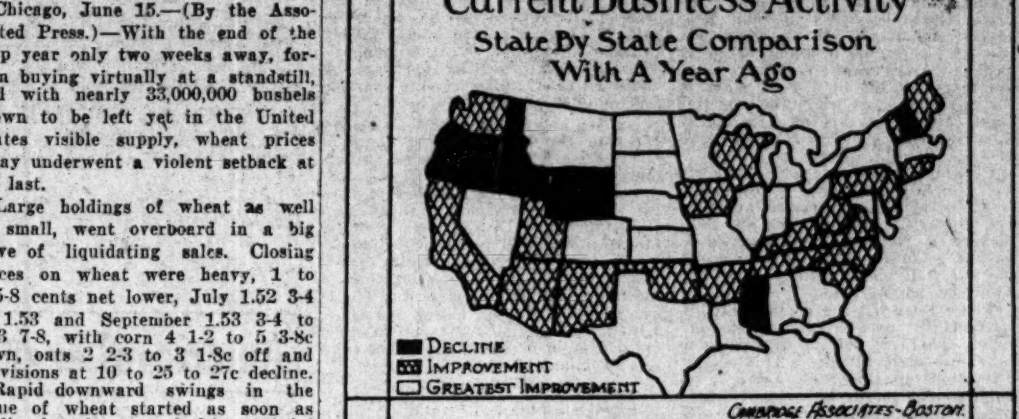 Chicago, June 15.—(By the Asso-
ted Press.)—With the end of the
p year only two weeks away, for-
n buying virtually at a standstill,
l with nearly 33,000,000 bushels
wn to be left yet in the United
tes visible supply, wheat prices
ay underwent a violent setback at
last.
Large holdings of wheat as well
small, went overboard in a big
ve of liquidating sales. Closing
ces on wheat were heavy, 1 to
5-8 cents net lower, July 1.52 3-4
1.53 and September 1.53 3-4 to
3 7-8, with corn 4 1-2 to 5 3-8c
wn, oats 2 2-3 to 3 1-8c off and
visions at 10 to 25 to 27c decline.
Rapid downward swings in the
ue of wheat started as soon as
Current Business Activity
State By State Comparison
With A Year Ago
DECLINE
IMPROVEMENT
GREATEST IMPROVEMENT
CAMBRIDGE ASSOCIATES-BOSTON.